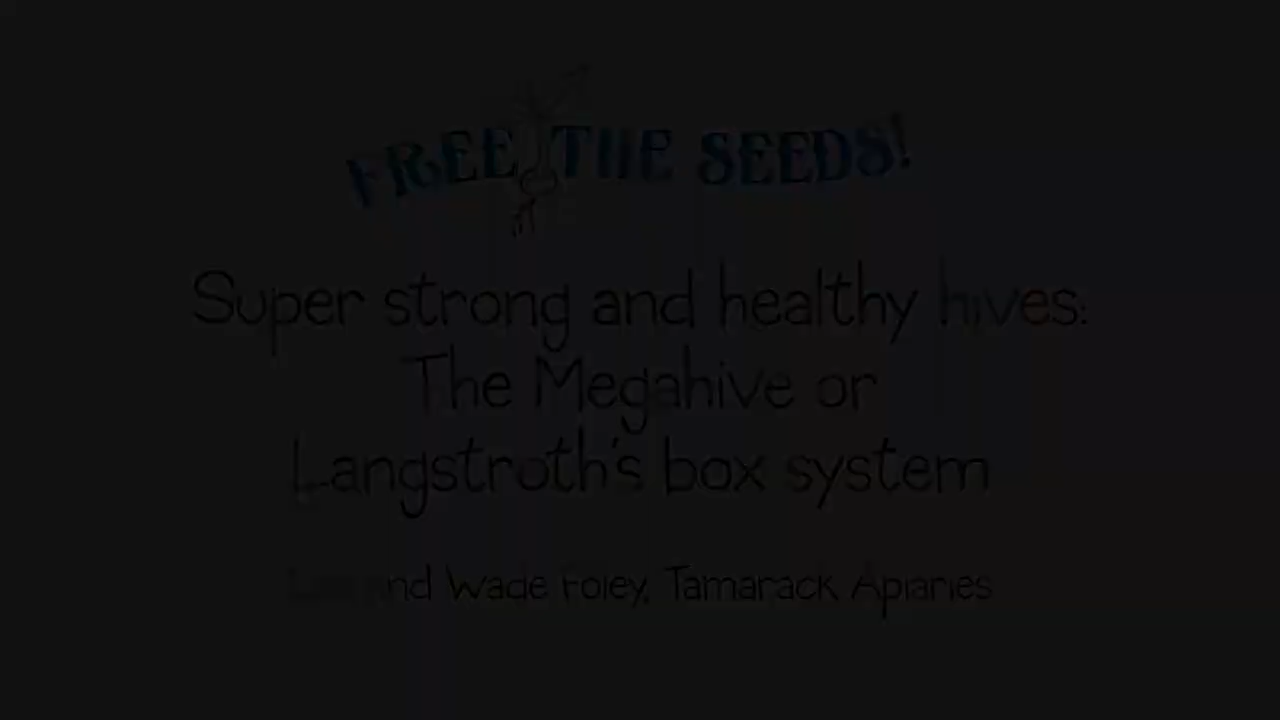 FREE THE SEEDS!
Super strong and healthy hives:
The Megahive or
Langstroth's box system
and Wade Foley, Tamarack Apiaries